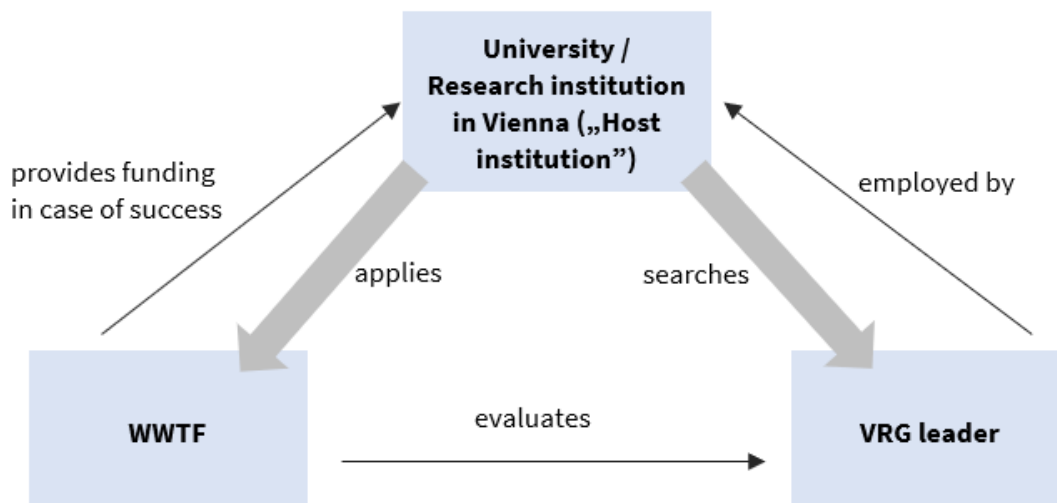 University /
Research institution
in Vienna („Host
institution”)
provides funding
in case of success
employed by
applies
searches
WWTF
evaluates
VRG leader